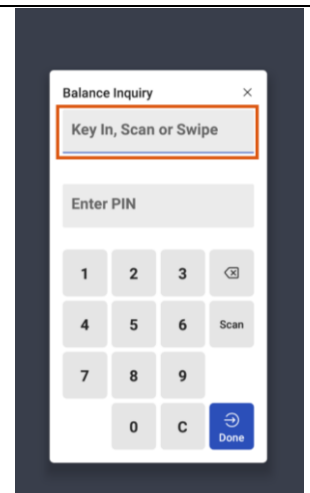 Balance Inquiry
Key In, Scan or Swipe
Enter PIN
1 2 3
4 5 6 Scan
7 8 9
0 C Done